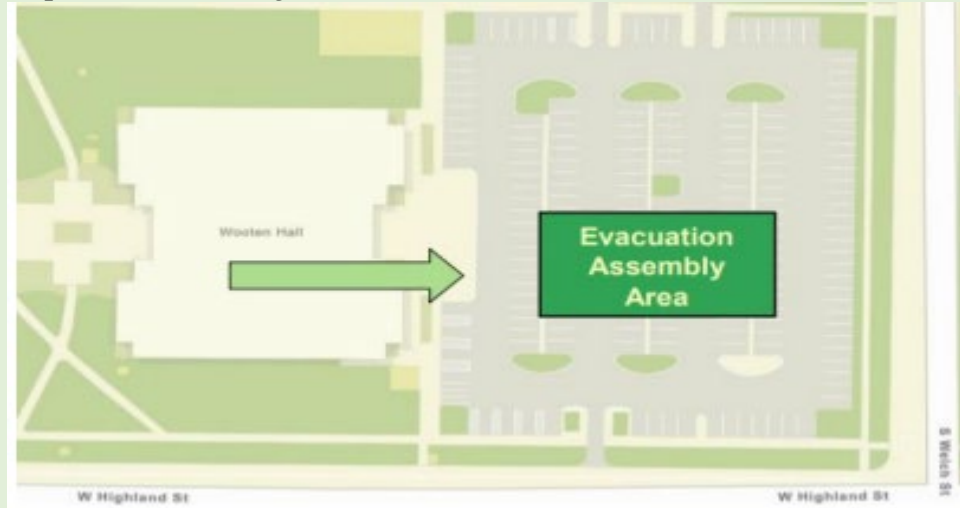 Wooten Hall
Evacuation
Assembly
Area
S Welch St
W Highland St
W Highland St